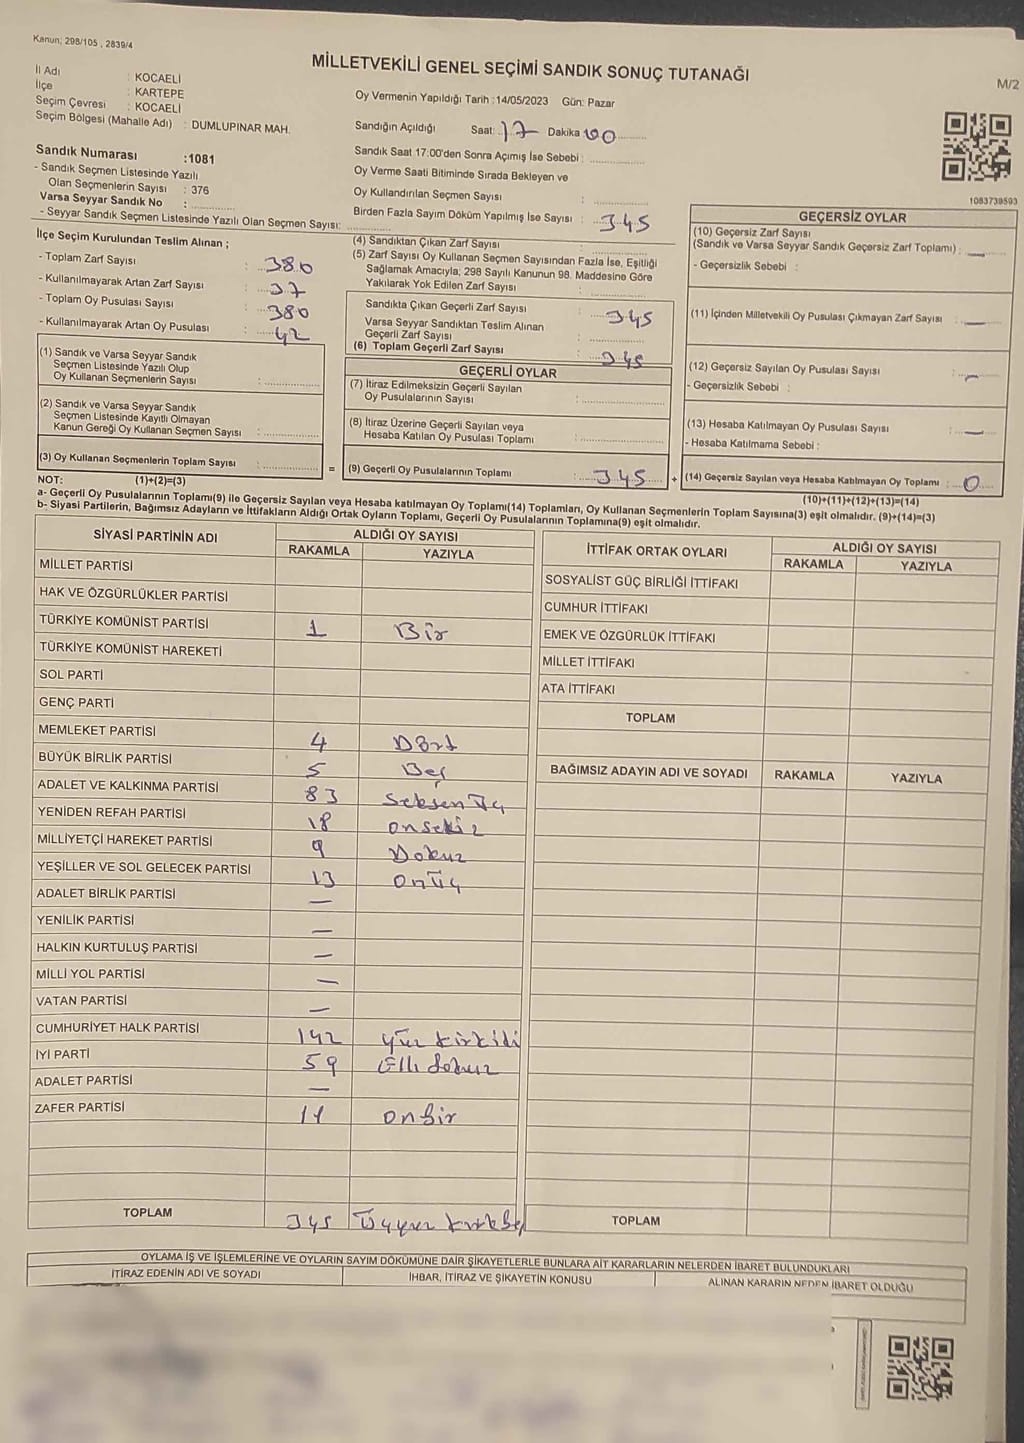 Kanun; 298/105 , 2839/4
MİLLETVEKİLİ GENEL SEÇİMİ SANDIK SONUÇ TUTANAĞI
M/2
İl Adı : KOCAELİ
İlçe : KARTEPE
Seçim Çevresi : KOCAELİ
Seçim Bölgesi (Mahalle Adı) : DUMLUPINAR MAH.
Sandık Numarası :1081
- Sandık Seçmen Listesinde Yazılı
Olan Seçmenlerin Sayısı : 376
Varsa Seyyar Sandık No :
- Seyyar Sandık Seçmen Listesinde Yazılı Olan Seçmen Sayısı:
Oy Vermenin Yapıldığı Tarih :14/05/2023 Gün: Pazar
Sandığın Açıldığı Saat: 17 Dakika 00
Sandık Saat 17:00'den Sonra Açımış İse Sebebi :
Oy Verme Saati Bitiminde Sırada Bekleyen ve
Oy Kullandırılan Seçmen Sayısı :
Birden Fazla Sayım Döküm Yapılmış İse Sayısı : 345
1083739593
İlçe Seçim Kurulundan Teslim Alınan ;
- Toplam Zarf Sayısı : 380
- Kullanılmayarak Artan Zarf Sayısı : 37
- Toplam Oy Pusulası Sayısı : 380
- Kullanılmayarak Artan Oy Pusulası : 42
(1) Sandık ve Varsa Seyyar Sandık
Seçmen Listesinde Yazılı Olup
Oy Kullanan Seçmenlerin Sayısı :
(2) Sandık ve Varsa Seyyar Sandık
Seçmen Listesinde Kayıtlı Olmayan
Kanun Gereği Oy Kullanan Seçmen Sayısı :
(3) Oy Kullanan Seçmenlerin Toplam Sayısı :
(4) Sandıktan Çıkan Zarf Sayısı :
(5) Zarf Sayısı Oy Kullanan Seçmen Sayısından Fazla İse, Eşitliği
Sağlamak Amacıyla; 298 Sayılı Kanunun 98. Maddesine Göre
Yakılarak Yok Edilen Zarf Sayısı :
Sandıkta Çıkan Geçerli Zarf Sayısı : 345
Varsa Seyyar Sandıktan Teslim Alınan
Geçerli Zarf Sayısı :
(6) Toplam Geçerli Zarf Sayısı : 345
GEÇERLİ OYLAR
(7) İtiraz Edilmeksizin Geçerli Sayılan
Oy Pusulalarının Sayısı :
(8) İtiraz Üzerine Geçerli Sayılan veya
Hesaba Katılan Oy Pusulası Toplamı :
= (9) Geçerli Oy Pusulalarının Toplamı : 345 +
GEÇERSİZ OYLAR
(10) Geçersiz Zarf Sayısı
(Sandık ve Varsa Seyyar Sandık Geçersiz Zarf Toplamı) : —
- Geçersizlik Sebebi :
(11) İçinden Milletvekili Oy Pusulası Çıkmayan Zarf Sayısı : —
(12) Geçersiz Sayılan Oy Pusulası Sayısı : —
- Geçersizlik Sebebi :
(13) Hesaba Katılmayan Oy Pusulası Sayısı : —
- Hesaba Katılmama Sebebi :
(14) Geçersiz Sayılan veya Hesaba Katılmayan Oy Toplamı : 0
NOT: (1)+(2)=(3) (10)+(11)+(12)+(13)=(14)
a- Geçerli Oy Pusulalarının Toplamı(9) ile Geçersiz Sayılan veya Hesaba katılmayan Oy Toplamı(14) Toplamları, Oy Kullanan Seçmenlerin Toplam Sayısına(3) eşit olmalıdır. (9)+(14)=(3)
b- Siyasi Partilerin, Bağımsız Adayların ve İttifakların Aldığı Ortak Oyların Toplamı, Geçerli Oy Pusulalarının Toplamına(9) eşit olmalıdır.
SİYASİ PARTİNİN ADI ALDIĞI OY SAYISI
RAKAMLA YAZIYLA
MİLLET PARTİSİ
HAK VE ÖZGÜRLÜKLER PARTİSİ
TÜRKİYE KOMÜNİST PARTİSİ 1 Bir
TÜRKİYE KOMÜNİST HAREKETİ
SOL PARTİ
GENÇ PARTİ
MEMLEKET PARTİSİ 4 Dört
BÜYÜK BİRLİK PARTİSİ 5 Beş
ADALET VE KALKINMA PARTİSİ 83 Seksen Üç
YENİDEN REFAH PARTİSİ 18 onsekiz
MİLLİYETÇİ HAREKET PARTİSİ 9 Dokuz
YEŞİLLER VE SOL GELECEK PARTİSİ 13 onüç
ADALET BİRLİK PARTİSİ —
YENİLİK PARTİSİ —
HALKIN KURTULUŞ PARTİSİ —
MİLLİ YOL PARTİSİ —
VATAN PARTİSİ —
CUMHURİYET HALK PARTİSİ 142 yüz kirkiki
İYİ PARTİ 59 Elli dokuz
ADALET PARTİSİ —
ZAFER PARTİSİ 11 onbir
TOPLAM 345 Üçyüz kırkbeş
İTTİFAK ORTAK OYLARI ALDIĞI OY SAYISI
RAKAMLA YAZIYLA
SOSYALİST GÜÇ BİRLİĞİ İTTİFAKI
CUMHUR İTTİFAKI
EMEK VE ÖZGÜRLÜK İTTİFAKI
MİLLET İTTİFAKI
ATA İTTİFAKI
TOPLAM
BAĞIMSIZ ADAYIN ADI VE SOYADI RAKAMLA YAZIYLA
TOPLAM
OYLAMA İŞ VE İŞLEMLERİNE VE OYLARIN SAYIM DÖKÜMÜNE DAİR ŞİKAYETLERLE BUNLARA AİT KARARLARIN NELERDEN İBARET BULUNDUKLARI
İTİRAZ EDENİN ADI VE SOYADI İHBAR, İTİRAZ VE ŞİKAYETİN KONUSU ALINAN KARARIN NEDEN İBARET OLDUĞU